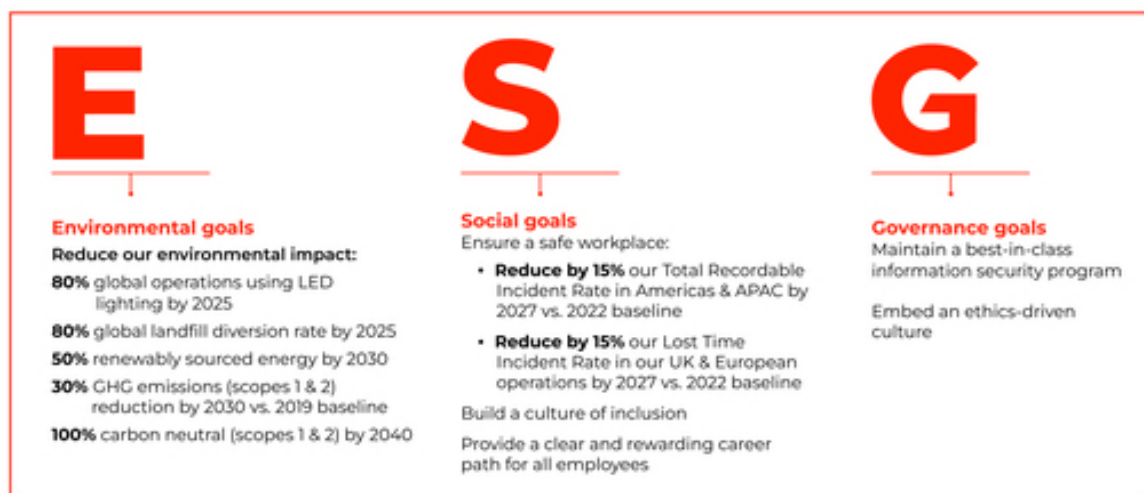 E
Environmental goals
Reduce our environmental impact:
80% global operations using LED
lighting by 2025
80% global landfill diversion rate by 2025
50% renewably sourced energy by 2030
30% GHG emissions (scopes 1 & 2)
reduction by 2030 vs. 2019 baseline
100% carbon neutral (scopes 1 & 2) by 2040
S
Social goals
Ensure a safe workplace:
• Reduce by 15% our Total Recordable
Incident Rate in Americas & APAC by
2027 vs. 2022 baseline
• Reduce by 15% our Lost Time
Incident Rate in our UK & European
operations by 2027 vs. 2022 baseline
Build a culture of inclusion
Provide a clear and rewarding career
path for all employees
G
Governance goals
Maintain a best-in-class
information security program
Embed an ethics-driven
culture